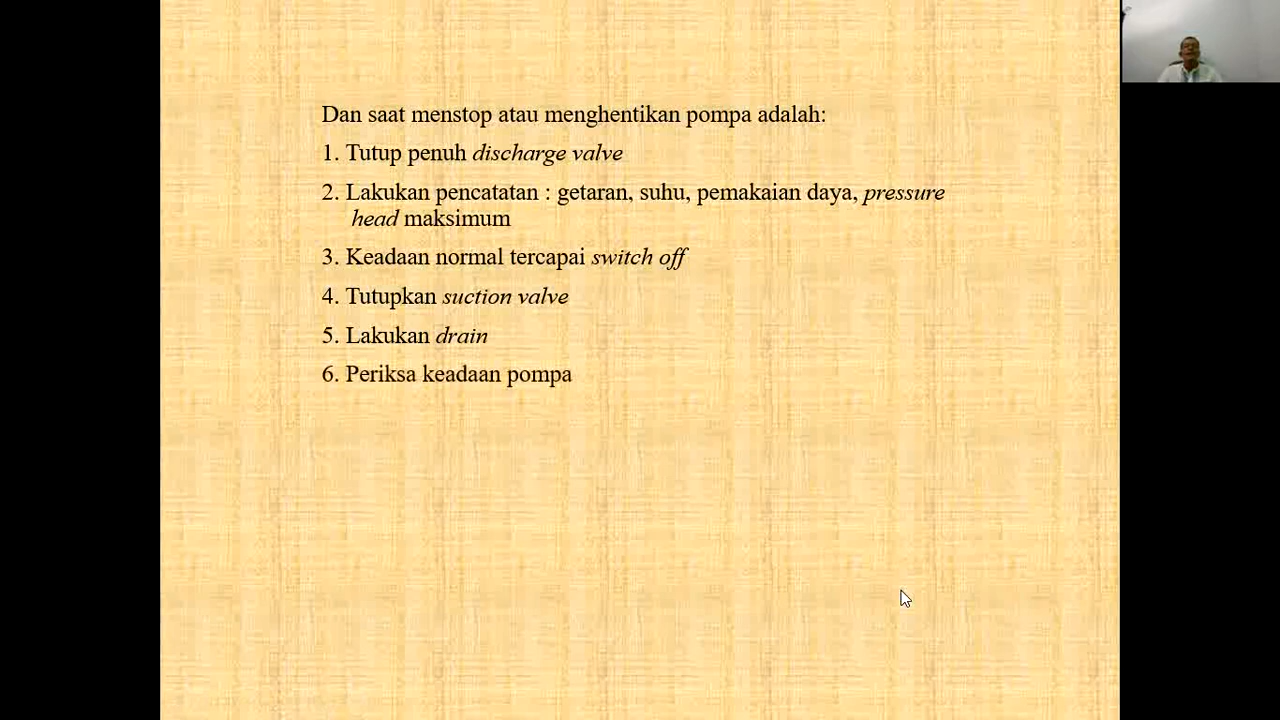 Dan saat menstop atau menghentikan pompa adalah:
1. Tutup penuh discharge valve
2. Lakukan pencatatan : getaran, suhu, pemakaian daya, pressure
head maksimum
3. Keadaan normal tercapai switch off
4. Tutupkan suction valve
5. Lakukan drain
6. Periksa keadaan pompa